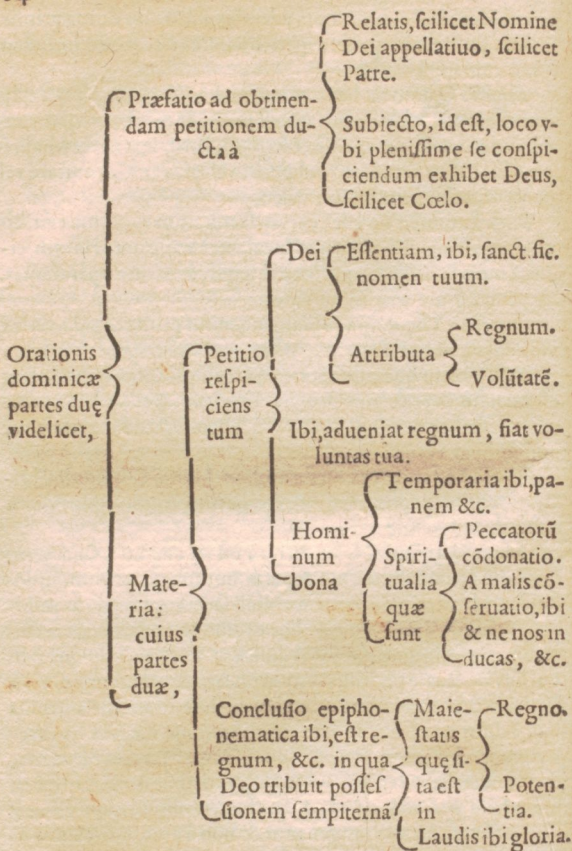 Relatis, ſcilicet Nomine
Dei appellatiuo, ſcilicet
Patre.
Præfatio ad obtinen-
dam petitionem du-
cta à
Subiecto, id eſt, loco v-
bi pleniſſime ſe conſpi-
ciendum exhibet Deus,
ſcilicet Cœlo.
Orationis
dominicæ
partes duę
videlicet,
Mate-
ria:
cuius
partes
duæ,
Petitio
reſpi-
ciens
tum
Dei
Eſſentiam, ibi, ſanct. fic.
nomen tuum.
Attributa
Regnum.
Volūtatē.
Ibi, adueniat regnum, fiat vo-
luntas tua.
Homi-
num
bona
Temporaria ibi, pa-
nem &c.
Spiri-
tualia
quæ
ſunt
Peccatorū
cōdonatio.
A malis cō-
ſeruatio, ibi
& ne nos in
ducas, &c.
Concluſio epipho-
nematica ibi, eſt re-
gnum, &c. in qua
Deo tribuit poſſeſ
ſionem ſempiternā
Maie-
ſtatis
quę ſi-
ta eſt
in
Regno.
Poten-
tia.
Laudis ibi gloria.